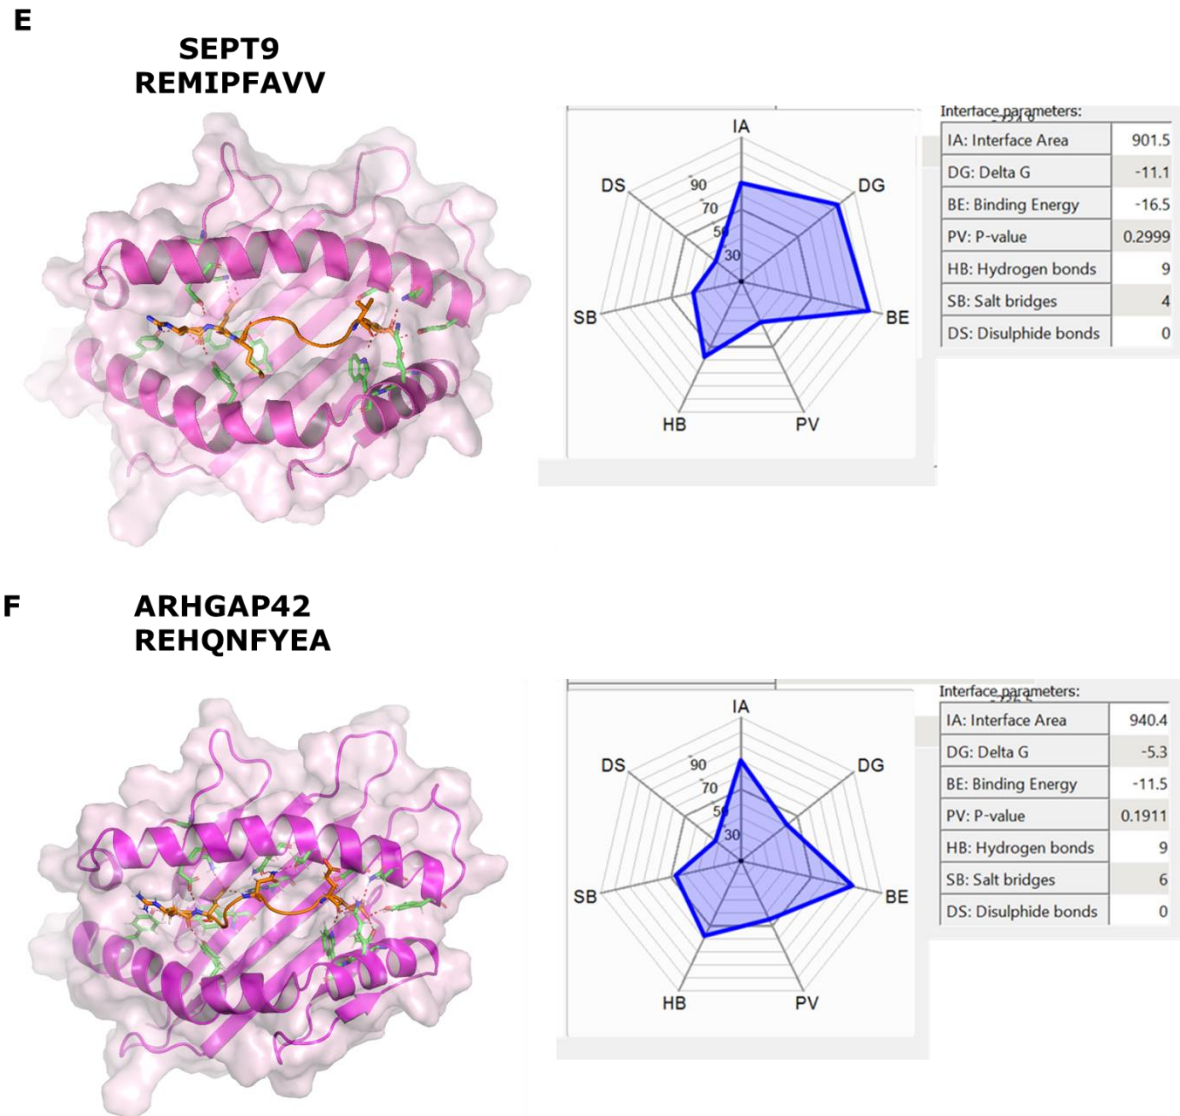 E
SEPT9
REMIPFAVV
IA
DG
BE
PV
HB
SB
DS
90
70
50
30
Interface parameters:
IA: Interface Area 901.5
DG: Delta G -11.1
BE: Binding Energy -16.5
PV: P-value 0.2999
HB: Hydrogen bonds 9
SB: Salt bridges 4
DS: Disulphide bonds 0
F
ARHGAP42
REHQNFYEA
IA
DG
BE
PV
HB
SB
DS
90
70
50
30
Interface parameters:
IA: Interface Area 940.4
DG: Delta G -5.3
BE: Binding Energy -11.5
PV: P-value 0.1911
HB: Hydrogen bonds 9
SB: Salt bridges 6
DS: Disulphide bonds 0